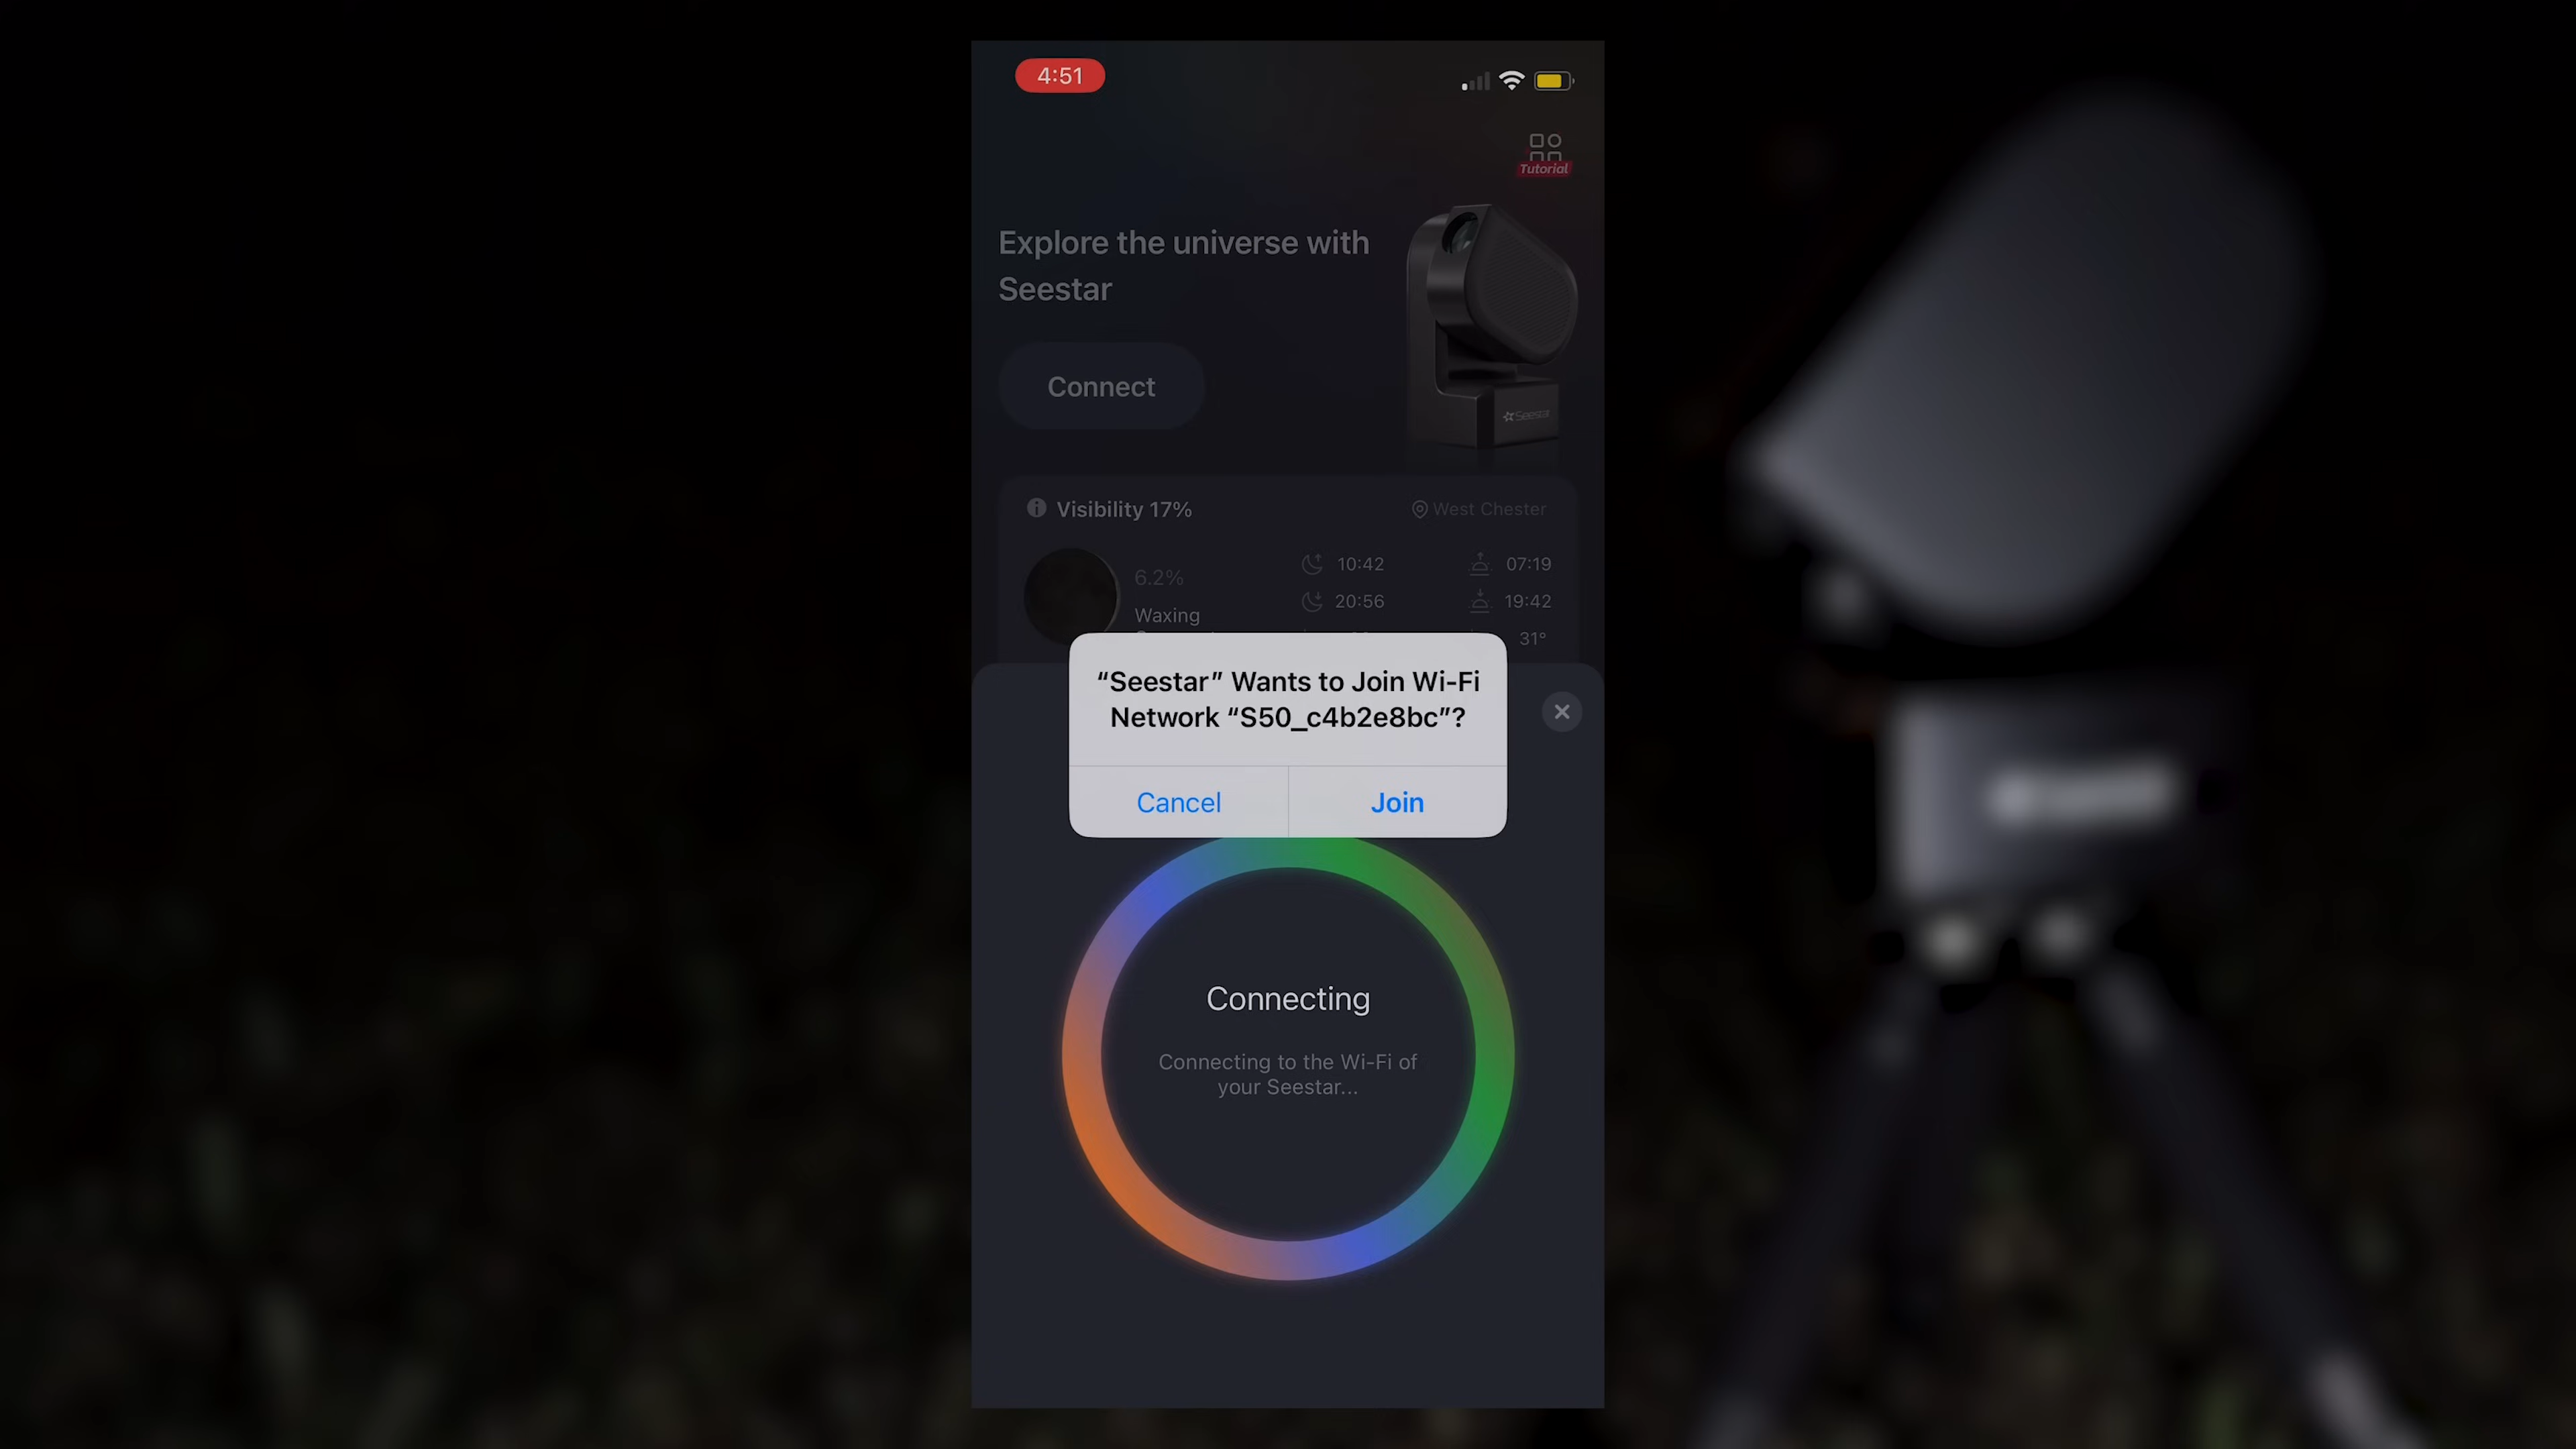 4:51
Tutorial
Explore the universe with
Seestar
Connect
Seestar
Visibility 17%
West Chester
6.2%
10:42
07:19
Waxing
20:56
19:42
31°
“Seestar” Wants to Join Wi-Fi
Network “S50_c4b2e8bc”?
Cancel
Join
Connecting
Connecting to the Wi-Fi of
your Seestar...